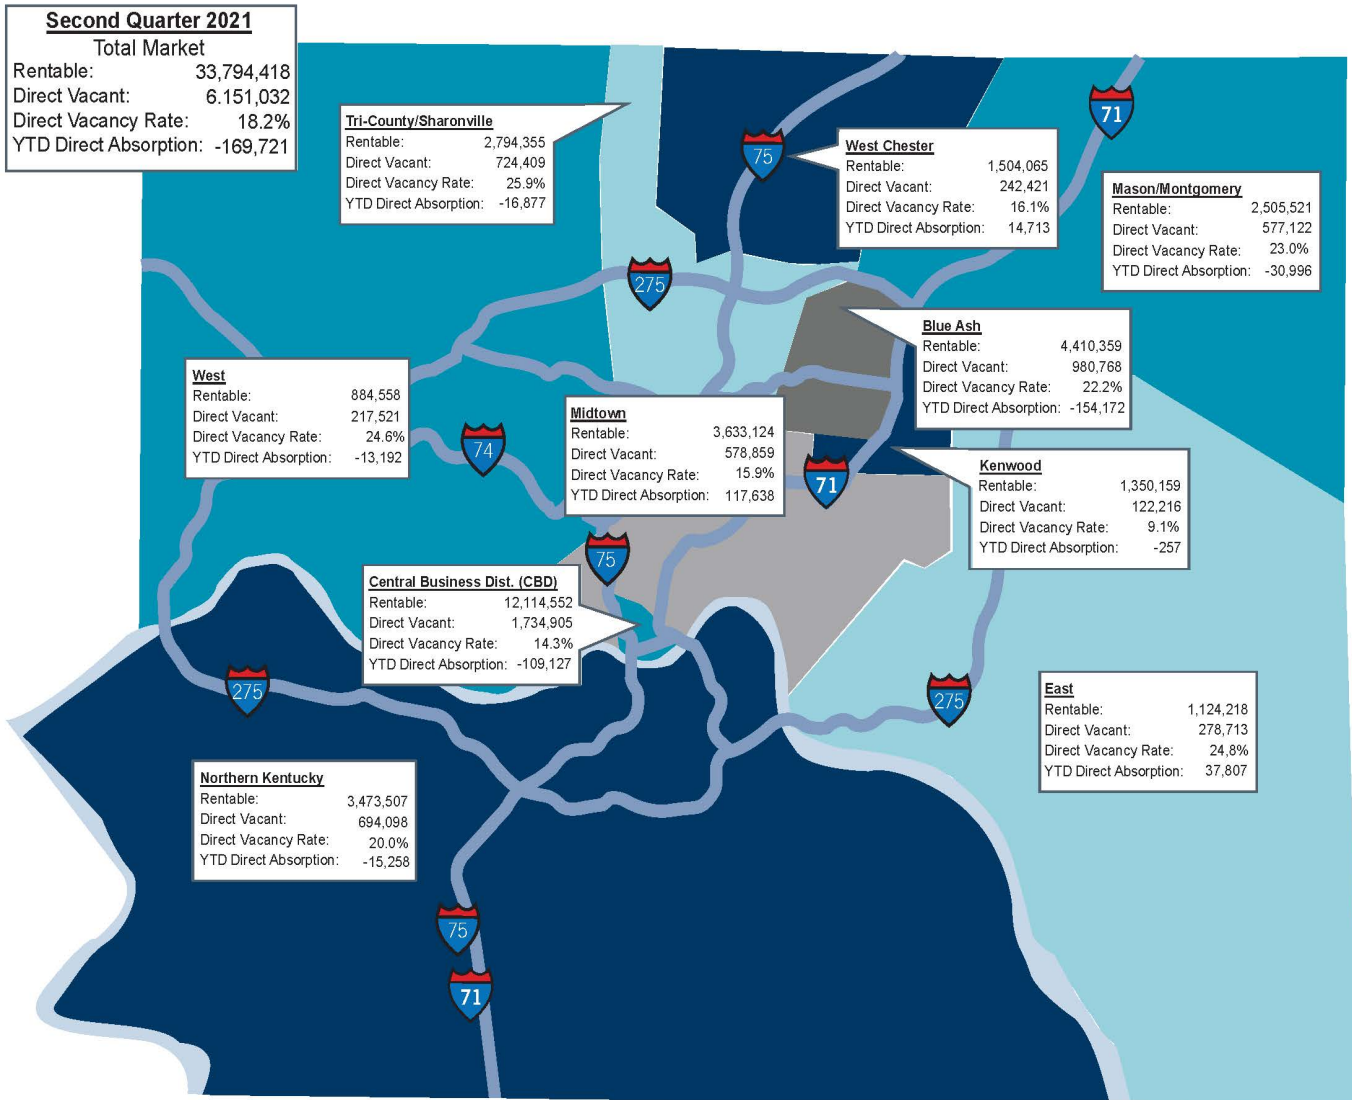 Second Quarter 2021
Total Market
Rentable: 33,794,418
Direct Vacant: 6.151,032
Direct Vacancy Rate: 18.2%
YTD Direct Absorption: -169,721
71
Tri-County/Sharonville
Rentable: 2,794,355
Direct Vacant: 724,409
Direct Vacancy Rate: 25.9%
YTD Direct Absorption: -16,877
75
West Chester
Rentable: 1,504,065
Direct Vacant: 242,421
Direct Vacancy Rate: 16.1%
YTD Direct Absorption: 14,713
Mason/Montgomery
Rentable: 2,505,521
Direct Vacant: 577,122
Direct Vacancy Rate: 23.0%
YTD Direct Absorption: -30,996
275
Blue Ash
Rentable: 4,410,359
Direct Vacant: 980,768
Direct Vacancy Rate: 22.2%
YTD Direct Absorption: -154,172
West
Rentable: 884,558
Direct Vacant: 217,521
Direct Vacancy Rate: 24.6%
YTD Direct Absorption: -13,192
74
Midtown
Rentable: 3,633,124
Direct Vacant: 578,859
Direct Vacancy Rate: 15.9%
YTD Direct Absorption: 117,638
71
Kenwood
Rentable: 1,350,159
Direct Vacant: 122,216
Direct Vacancy Rate: 9.1%
YTD Direct Absorption: -257
75
Central Business Dist. (CBD)
Rentable: 12,114,552
Direct Vacant: 1,734,905
Direct Vacancy Rate: 14.3%
YTD Direct Absorption: -109,127
275
275
East
Rentable: 1,124,218
Direct Vacant: 278,713
Direct Vacancy Rate: 24,8%
YTD Direct Absorption: 37,807
Northern Kentucky
Rentable: 3,473,507
Direct Vacant: 694,098
Direct Vacancy Rate: 20.0%
YTD Direct Absorption: -15,258
75
71